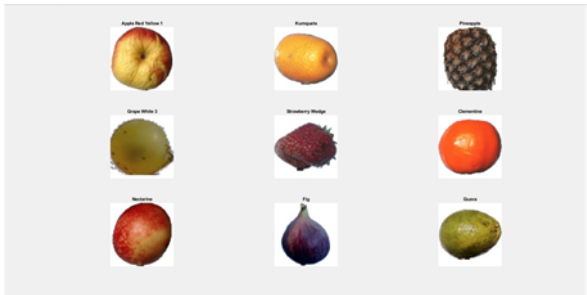 Apple Red Yellow 1
Kumquats
Pineapple
Grape White 2
Strawberry Wedge
Clementine
Nectarine
Fig
Guava